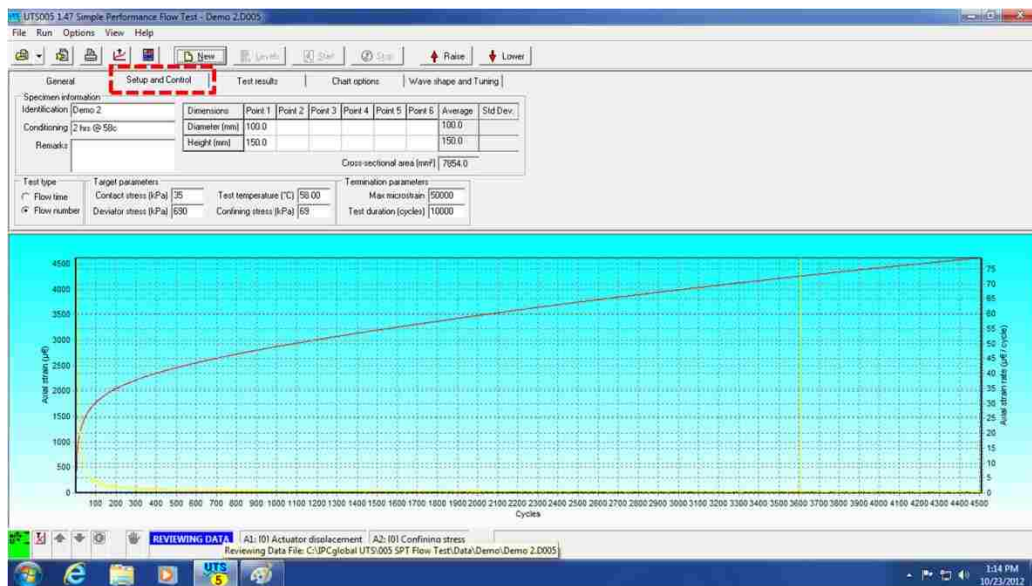 UTS005 1.47 Simple Performance Flow Test - Demo 2.D005
File Run Options View Help
New Levels Start Stop Raise Lower
General Setup and Control Test results Chart options Wave shape and Tuning
Specimen information
Identification Demo 2
Conditioning 2 hrs @ 58c
Remarks
Dimensions Point 1 Point 2 Point 3 Point 4 Point 5 Point 6 Average Std Dev.
Diameter (mm) 100.0 100.0
Height (mm) 150.0 150.0
Cross-sectional area (mm²) 7854.0
Test type Target parameters Termination parameters
Flow time Contact stress (kPa) 35 Test temperature (°C) 58.00 Max microstrain 50000
Flow number Deviator stress (kPa) 690 Confining stress (kPa) 69 Test duration (cycles) 10000
Axial strain (µε)
4500
4000
3500
3000
2500
2000
1500
1000
500
0
75
70
65
60
55
50
45
40
35
30
25
20
15
10
5
0
Axial strain rate (µε / cycle)
100 200 300 400 500 600 700 800 900 1000 1100 1200 1300 1400 1500 1600 1700 1800 1900 2000 2100 2200 2300 2400 2500 2600 2700 2800 2900 3000 3100 3200 3300 3400 3500 3600 3700 3800 3900 4000 4100 4200 4300 4400 4500
Cycles
REVIEWING DATA A1: [0] Actuator displacement A2: [0] Confining stress
Reviewing Data File: C:\IPCglobal UTS\005 SPT Flow Test\Data\Demo\Demo 2.D005
UTS
5
1:14 PM
10/23/2012